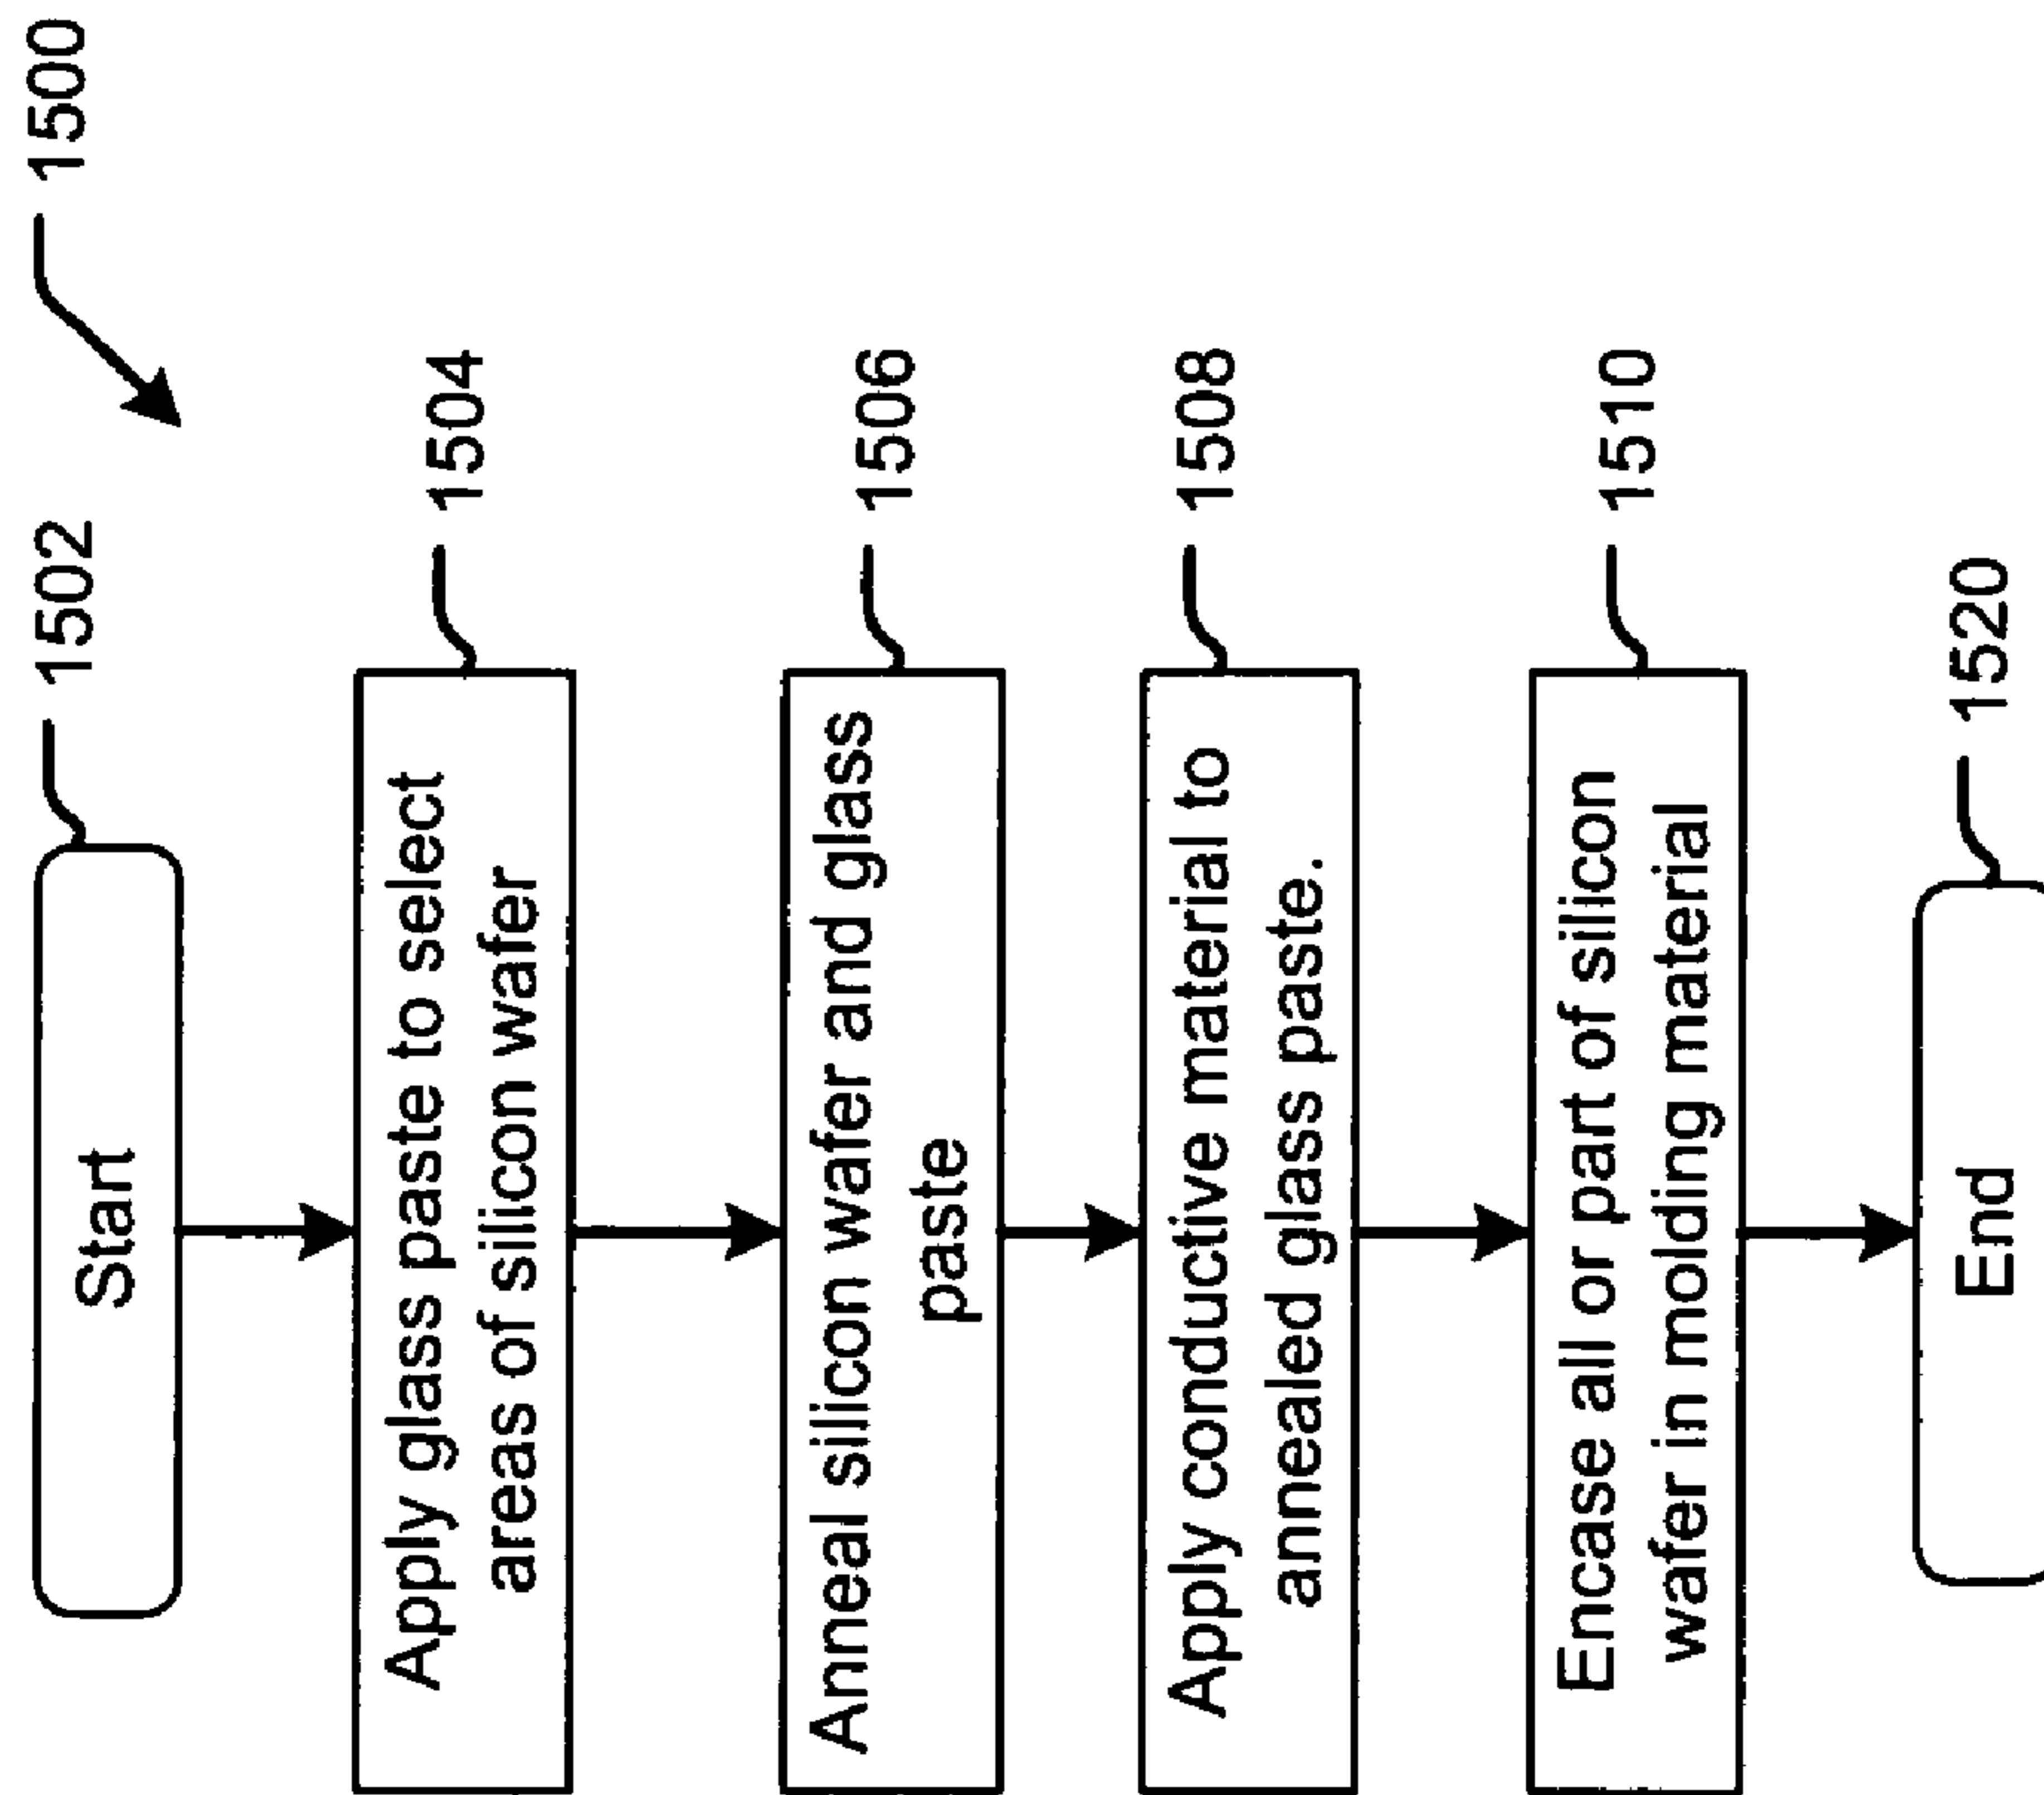 1500
1502
Start
1504
Apply glass paste to select
areas of silicon wafer
1506
Anneal silicon wafer and glass
paste
1508
Apply conductive material to
annealed glass paste.
1510
Encase all or part of silicon
wafer in molding material
1520
End